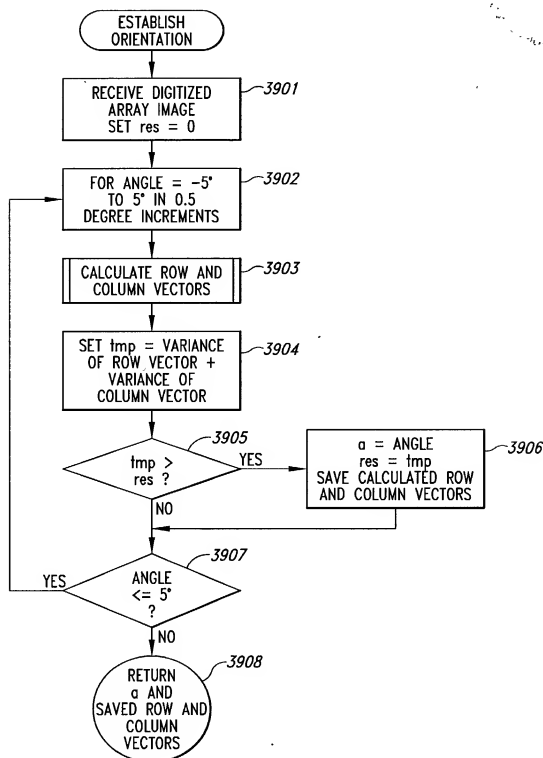 ESTABLISH
ORIENTATION
RECEIVE DIGITIZED
ARRAY IMAGE
SET res = 0
3901
FOR ANGLE = -5°
TO 5° IN 0.5
DEGREE INCREMENTS
3902
CALCULATE ROW AND
COLUMN VECTORS
3903
SET tmp = VARIANCE
OF ROW VECTOR +
VARIANCE OF
COLUMN VECTOR
3904
tmp >
res ?
3905
YES
NO
a = ANGLE
res = tmp
SAVE CALCULATED ROW
AND COLUMN VECTORS
3906
ANGLE
<= 5°
?
3907
YES
NO
RETURN
a AND
SAVED ROW AND
COLUMN
VECTORS
3908